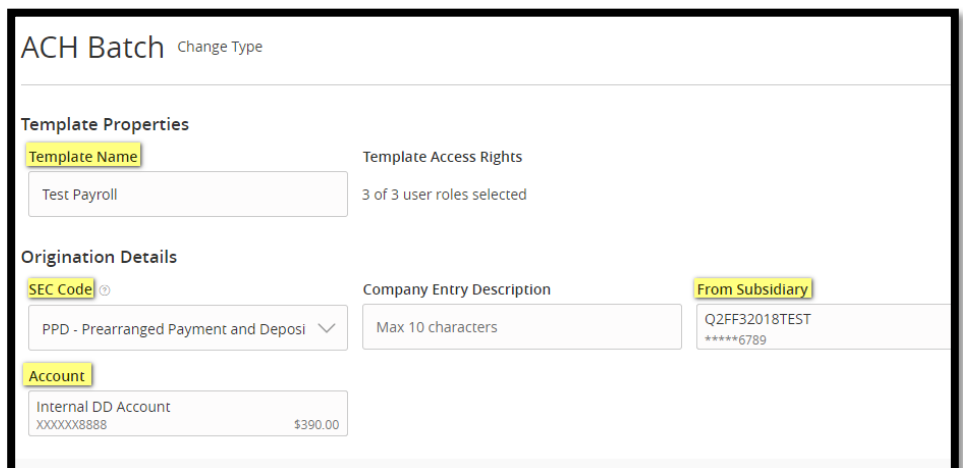 ACH Batch Change Type
Template Properties
Template Name
Template Access Rights
Test Payroll
3 of 3 user roles selected
Origination Details
SEC Code
Company Entry Description
From Subsidiary
PPD - Prearranged Payment and Deposi
Max 10 characters
Q2FF32018TEST
*****6789
Account
Internal DD Account
XXXXXX8888 $390.00